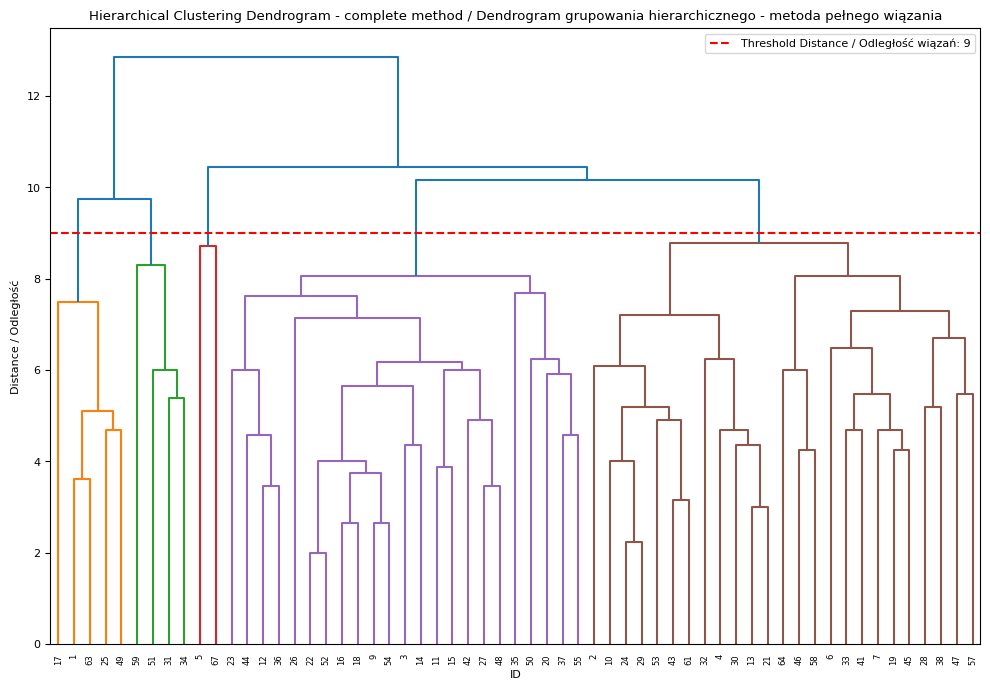 Hierarchical Clustering Dendrogram - complete method / Dendrogram grupowania hierarchicznego - metoda pełnego wiązania
Threshold Distance / Odległość wiązań: 9
12
10
8
6
4
2
0
Distance / Odległość
17 1 63 25 49 59 51 31 34 5 67 23 44 12 36 26 22 52 16 18 9 54 3 14 11 15 42 27 48 35 50 20 37 55 2 10 24 29 53 43 61 32 4 30 13 21 64 46 58 6 33 41 7 19 45 28 38 47 57
ID